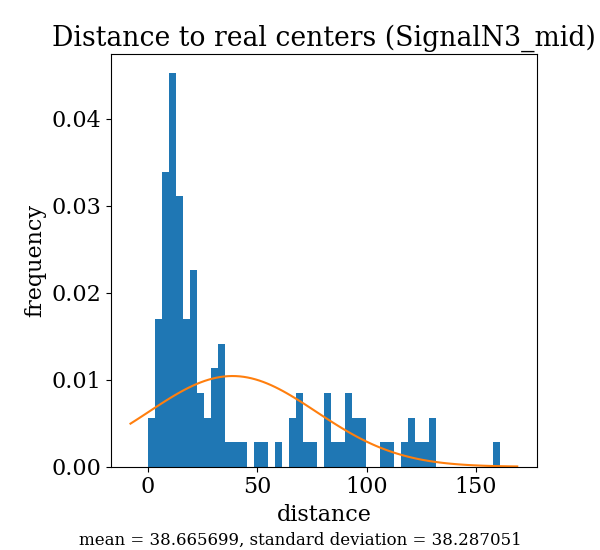 Distance to real centers (SignalN3_mid)
0.04
0.03
0.02
0.01
0.00
frequency
0 50 100 150
distance
mean = 38.665699, standard deviation = 38.287051